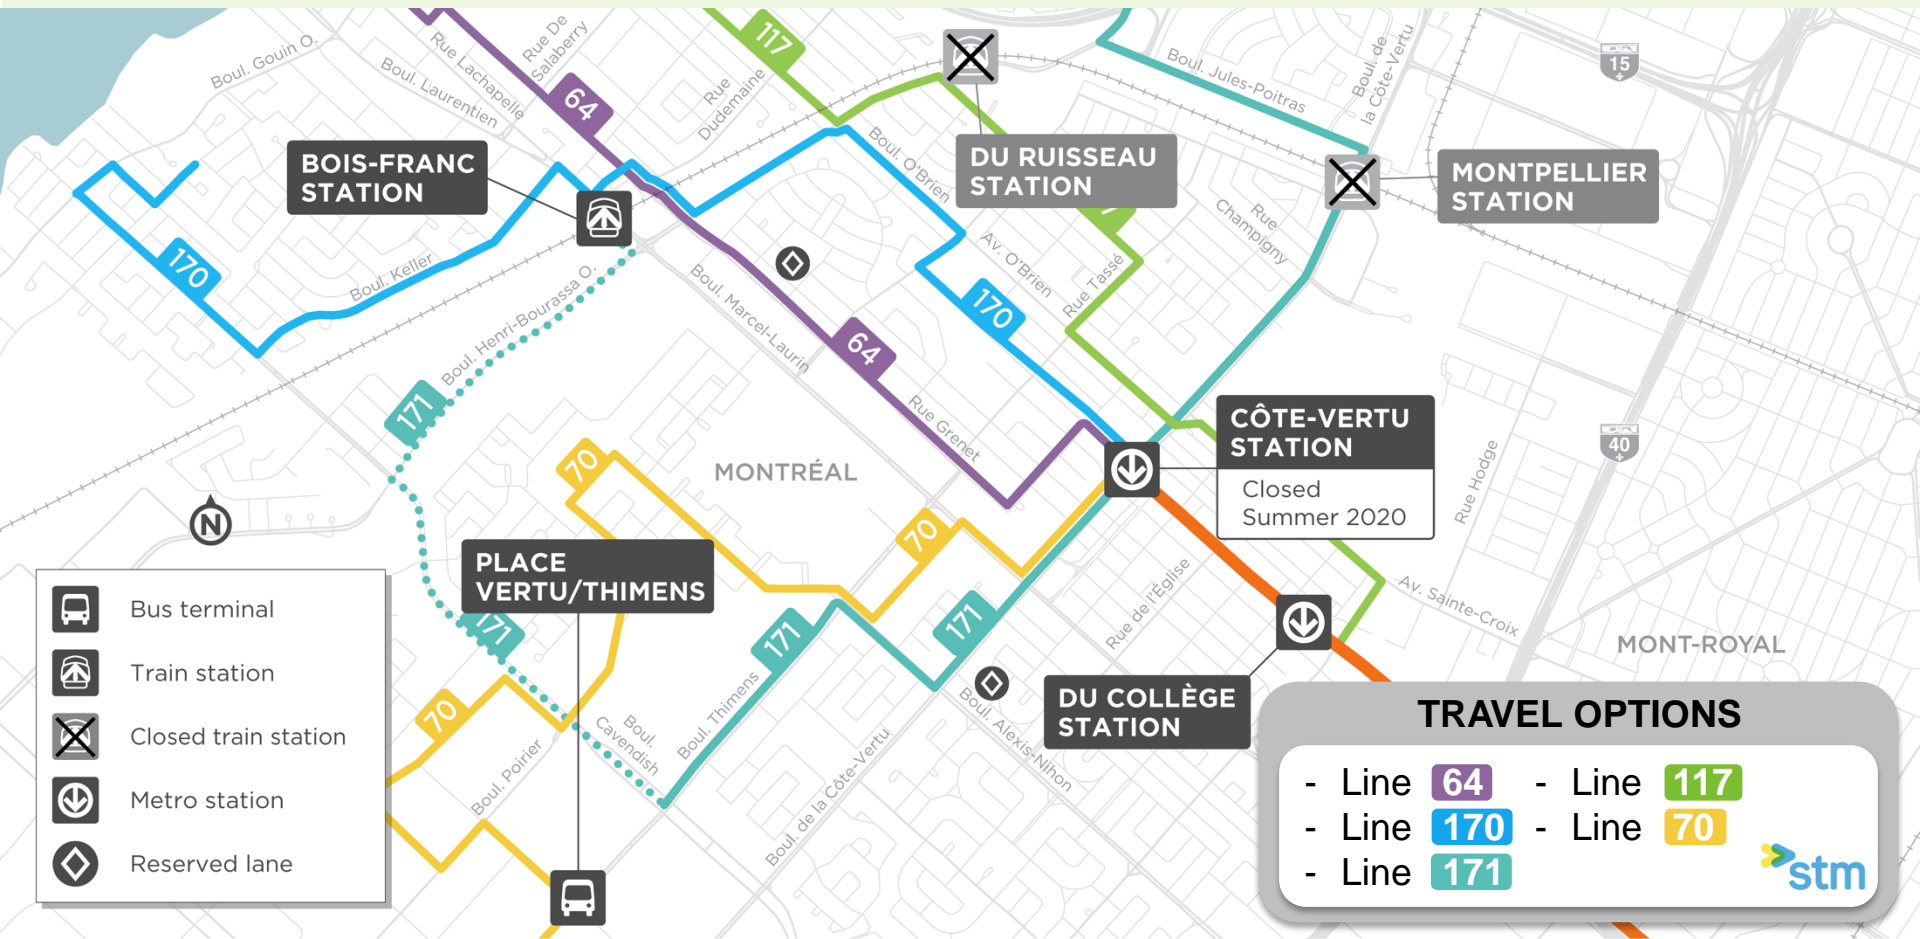 Boul. Gouin O.
Rue Lachapelle
Boul. Laurentien
Rue De
Salaberry
64
117
Rue
Dudemaine
Boul. Jules-Poitras
Boul. de
la Côte-Vertu
15
BOIS-FRANC
STATION
DU RUISSEAU
STATION
MONTPELLIER
STATION
Boul. O'Brien
Av. O'Brien
Rue
Champigny
Rue Tassé
170
Boul. Keller
Boul. Henri-Bourassa O.
Boul. Marcel-Laurin
170
64
171
Rue Grenet
MONTRÉAL
CÔTE-VERTU
STATION
Closed
Summer 2020
Rue Hodge
40
70
70
N
PLACE
VERTU/THIMENS
171
171
171
Rue de l'Église
Av. Sainte-Croix
MONT-ROYAL
DU COLLÈGE
STATION
70
Boul.
Cavendish
Boul. Thimens
Boul. Poirier
Boul. de la Côte-Vertu
Boul. Alexis-Nihon
Bus terminal
Train station
Closed train station
Metro station
Reserved lane
TRAVEL OPTIONS
- Line 64 - Line 117
- Line 170 - Line 70
- Line 171
stm